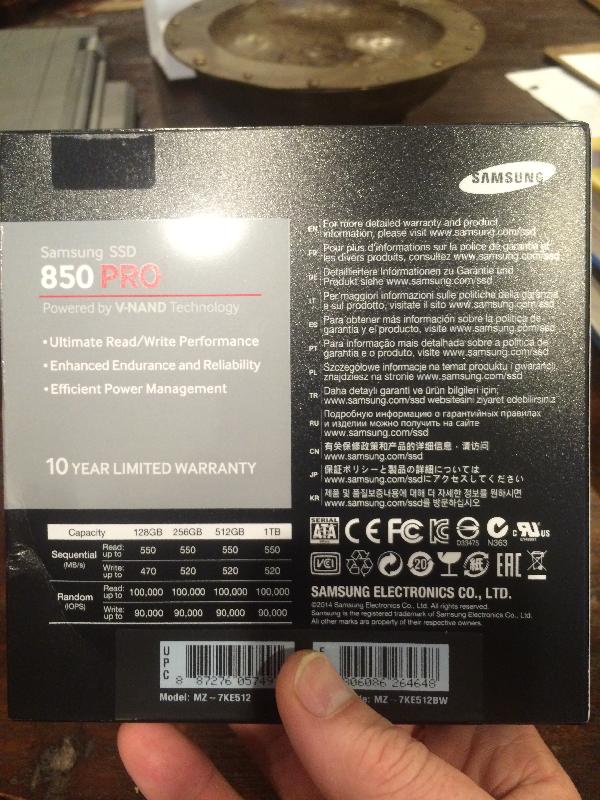 SAMSUNG
Samsung SSD
850 PRO
Powered by V-NAND Technology
• Ultimate Read/Write Performance
• Enhanced Endurance and Reliability
• Efficient Power Management
10 YEAR LIMITED WARRANTY
EN For more detailed warranty and product
information, please visit www.samsung.com/ssd
FR Pour plus d'informations sur la police de garantie et
les divers produits, consultez www.samsung.com/ssd
DE Detailliertere Informationen zu Garantie und
Produkt siehe www.samsung.com/ssd
IT Per maggiori informazioni sulle politiche della garanzia
e sul prodotto, visitate il sito www.samsung.com/ssd
ES Para obtener más información sobre la política de
garantía y el producto, visite www.samsung.com/ssd
PT Para informação mais detalhada sobre a política de
garantia e o produto, visite www.samsung.com/ssd
PL Szczegółowe informacje na temat produktu i gwarancji,
znajdziesz na stronie www.samsung.com/ssd
TR Daha detaylı garanti ve ürün bilgileri için;
www.samsung.com/ssd websitesini ziyaret edebilirsiniz
RU Подробную информацию о гарантийных правилах
и изделии можно получить на сайте
www.samsung.com/ssd
CN 有关保修政策和产品的详细信息，请访问
www.samsung.com/ssd
JP 保証ポリシーと製品の詳細については
www.samsung.com/ssdにアクセスしてください
KR 제품 및 품질보증내용에 대해 더 자세한 정보를 원하시면
www.samsung.com/ssd를 방문하십시오
Capacity 128GB 256GB 512GB 1TB
Sequential (MB/s) Read: up to 550 550 550 550
Write: up to 470 520 520 520
Random (IOPS) Read: up to 100,000 100,000 100,000 100,000
Write: up to 90,000 90,000 90,000 90,000
SERIAL ATA CE FC D33475 N363 c RU US
VCI 20 紙 EAC
SAMSUNG ELECTRONICS CO., LTD.
©2014 Samsung Electronics Co., Ltd. All rights reserved.
Samsung is the registered trademark of Samsung Electronics Co., Ltd.
All other marks are property of their respective owners.
UPC
8 87276 05749
Model: MZ-7KE512
E
806086 264648
MZ-7KE512BW